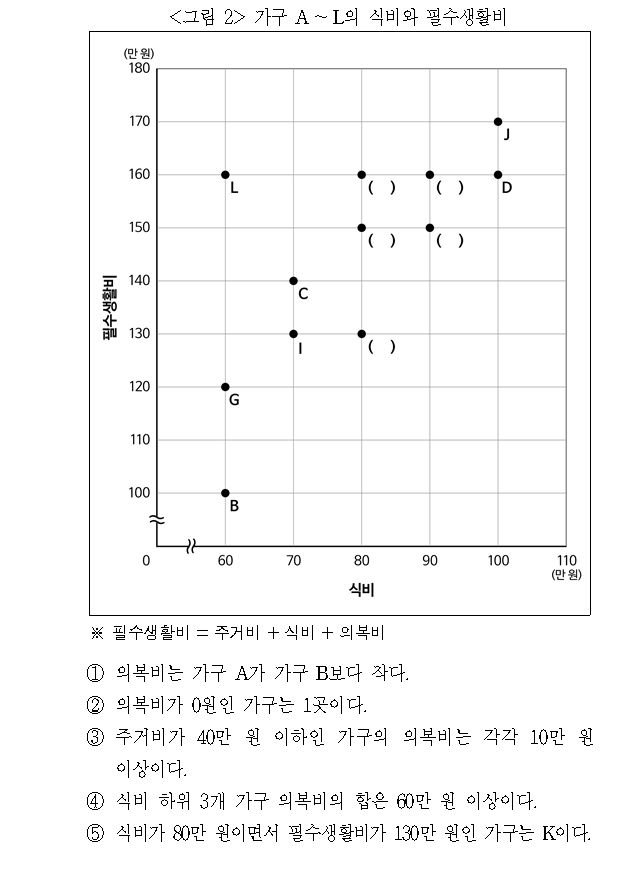 <그림 2> 가구 A ~ L의 식비와 필수생활비
(만 원)
180
170
J
160
L
( )
( )
D
150
( )
( )
140
C
130
I
( )
120
G
110
100
B
필수생활비
0
60
70
80
90
100
110
(만 원)
식비
※ 필수생활비 = 주거비 + 식비 + 의복비
① 의복비는 가구 A가 가구 B보다 작다.
② 의복비가 0원인 가구는 1곳이다.
③ 주거비가 40만 원 이하인 가구의 의복비는 각각 10만 원
이상이다.
④ 식비 하위 3개 가구 의복비의 합은 60만 원 이상이다.
⑤ 식비가 80만 원이면서 필수생활비가 130만 원인 가구는 K이다.